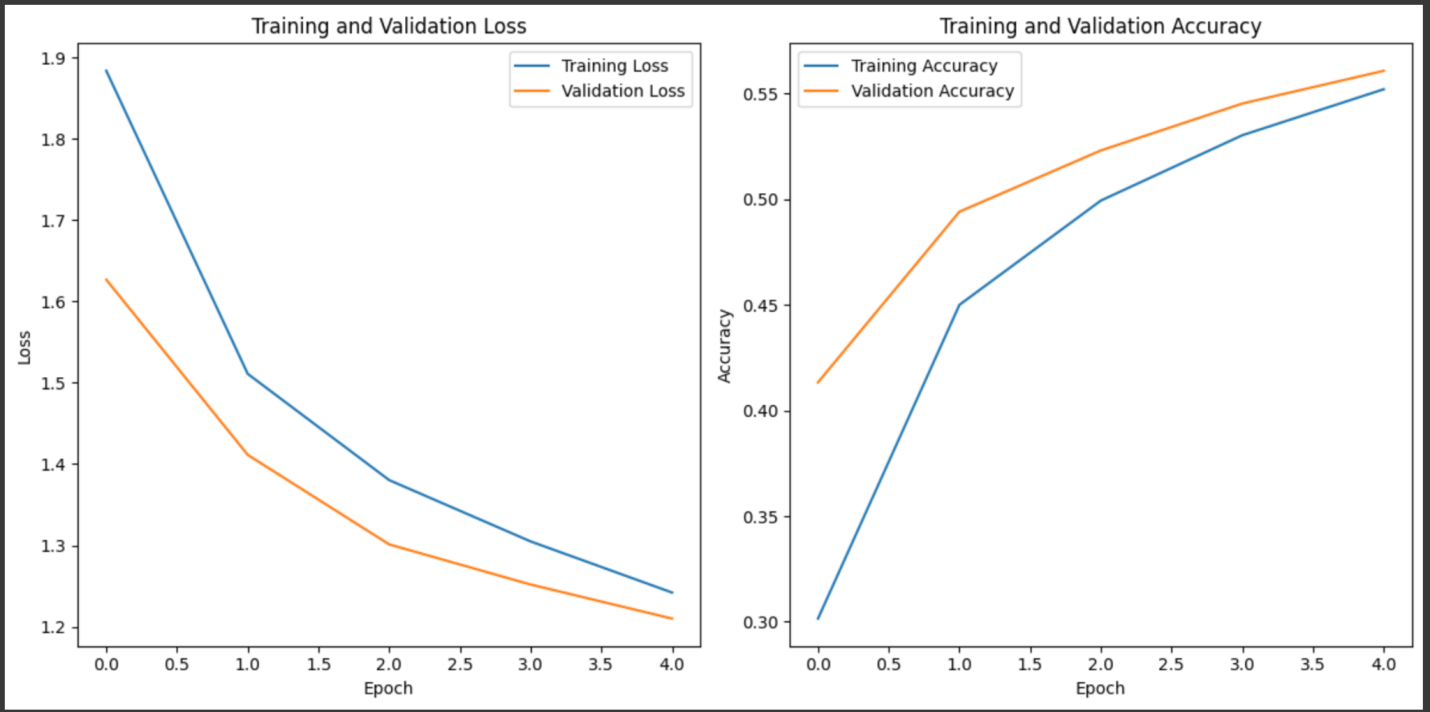 Training and Validation Loss
Training Loss
Validation Loss
1.9
1.8
1.7
1.6
1.5
1.4
1.3
1.2
Loss
0.0 0.5 1.0 1.5 2.0 2.5 3.0 3.5 4.0
Epoch
Training and Validation Accuracy
Training Accuracy
Validation Accuracy
0.55
0.50
0.45
0.40
0.35
0.30
Accuracy
0.0 0.5 1.0 1.5 2.0 2.5 3.0 3.5 4.0
Epoch